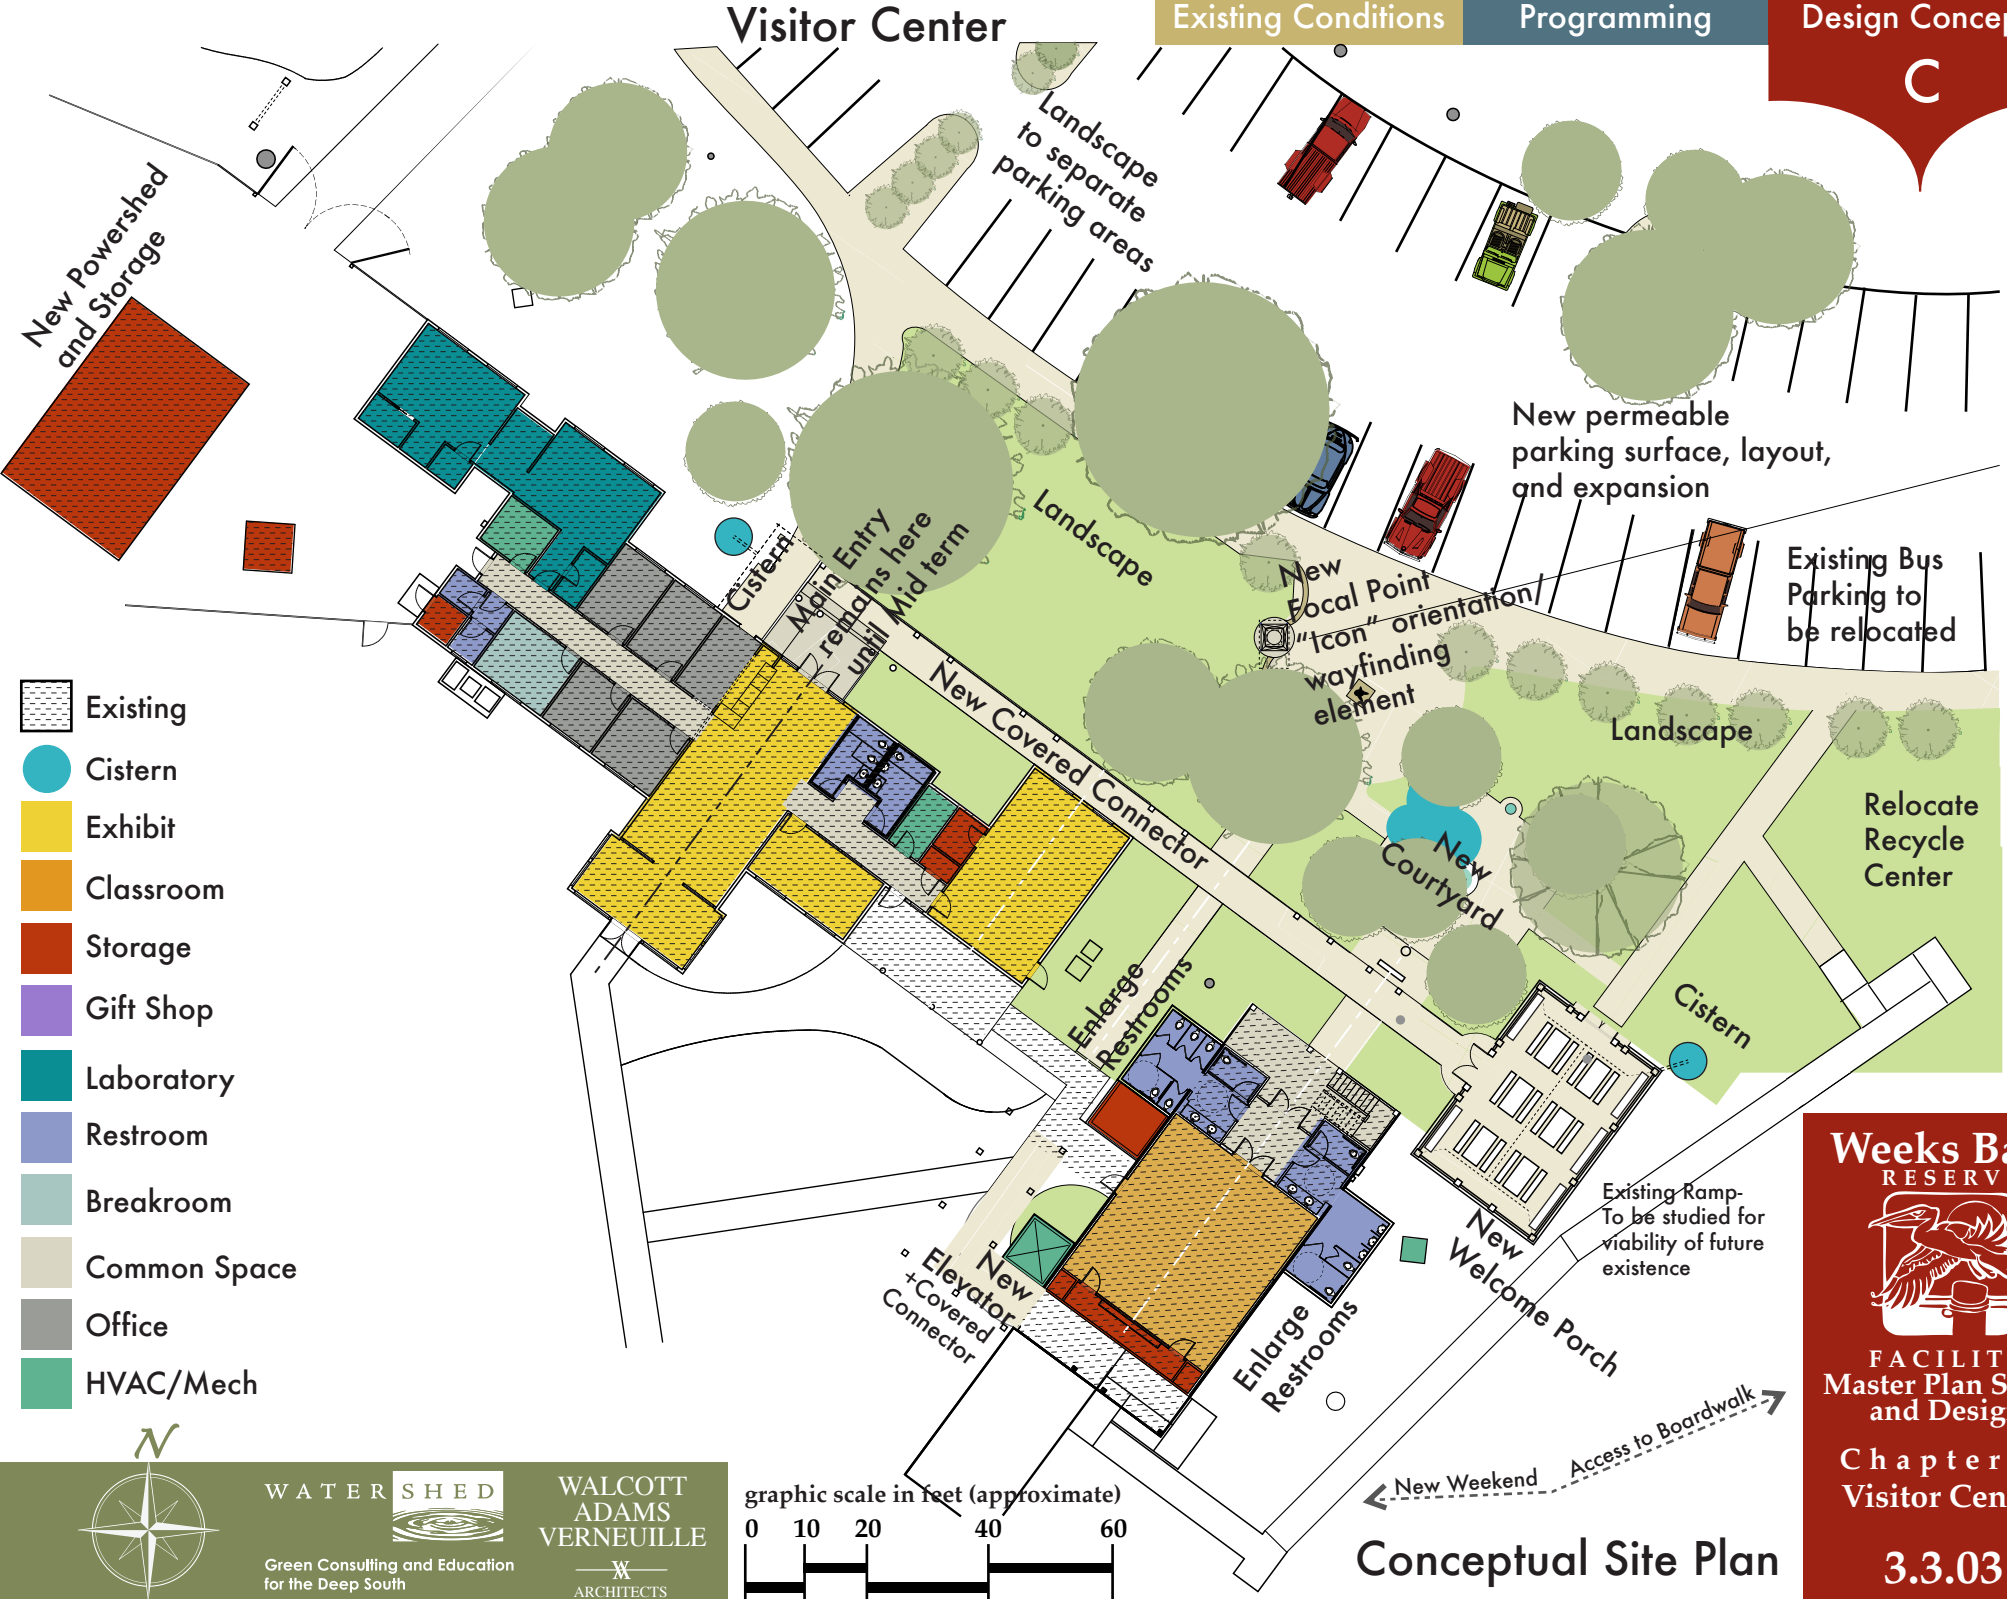 Visitor Center
Existing Conditions
Programming
Design Concep
C
Landscape
to separate
parking areas
New Powershed
and Storage
New permeable
parking surface, layout,
and expansion
Existing Bus
Parking to
be relocated
Landscape
Cistern
Main Entry
remains here
until Mid term
New
Focal Point
“Icon” orientation/
wayfinding
element
New Covered Connector
Landscape
Relocate
Recycle
Center
New
Courtyard
Cistern
Enlarge
Restrooms
Existing
Cistern
Exhibit
Classroom
Storage
Gift Shop
Laboratory
Restroom
Breakroom
Common Space
Office
HVAC/Mech
New
Elevator
+Covered
Connector
Enlarge
Restrooms
New
Welcome Porch
Existing Ramp-
To be studied for
viability of future
existence
New Weekend
Access to Boardwalk
Weeks Ba
RESERV
FACILIT
Master Plan S
and Desig
Chapter
Visitor Cen
3.3.03
N
WATERSHED
Green Consulting and Education
for the Deep South
WALCOTT
ADAMS
VERNEUILLE
ARCHITECTS
graphic scale in feet (approximate)
0 10 20 40 60
Conceptual Site Plan